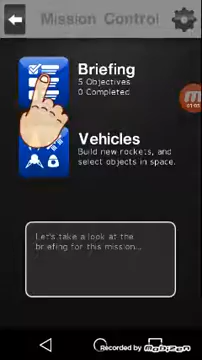 Mission Control
Briefing
5 Objectives
0 Completed
Vehicles
Build new rockets, and
select objects in space.
Let's take a look at the
briefing for this mission...
Recorded by Mobizen